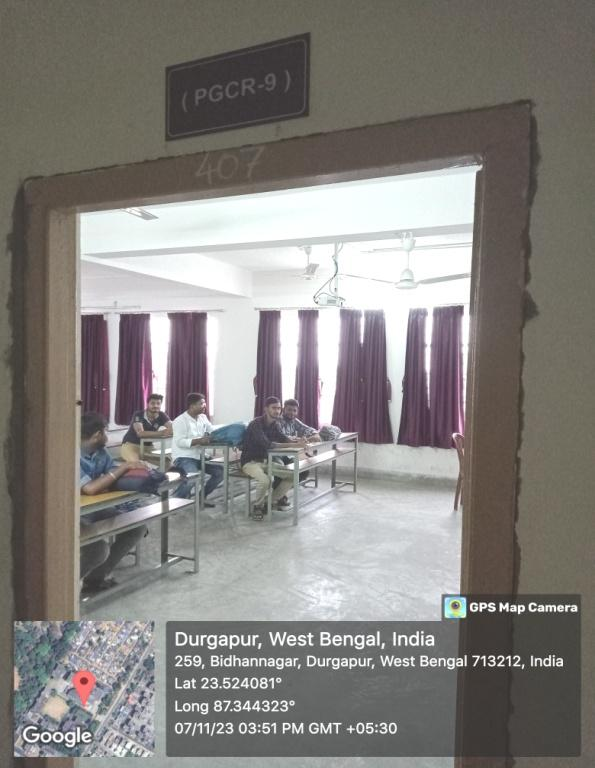 ( PGCR-9 )
407
GPS Map Camera
Durgapur, West Bengal, India
259, Bidhannagar, Durgapur, West Bengal 713212, India
Lat 23.524081°
Long 87.344323°
07/11/23 03:51 PM GMT +05:30
Google